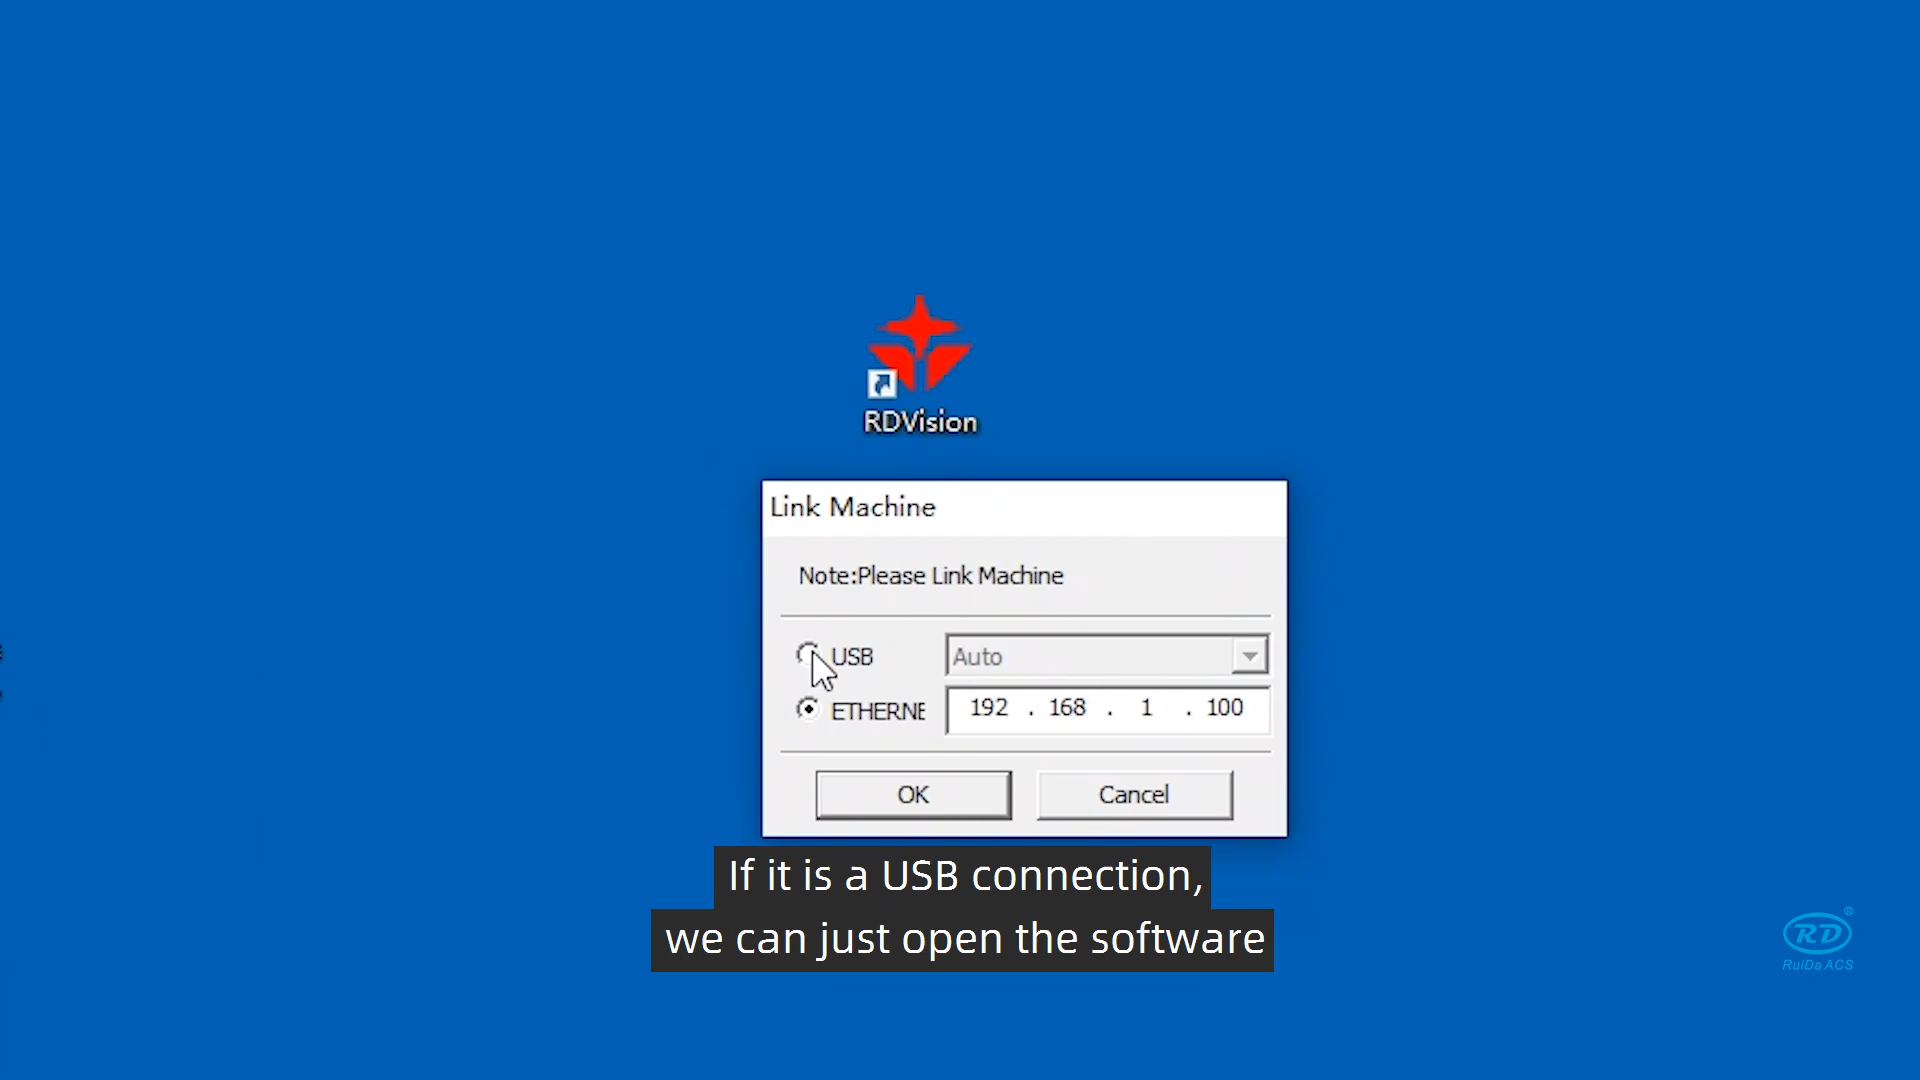 RDVision
Link Machine
Note:Please Link Machine
USB
Auto
ETHERNE
192 . 168 . 1 . 100
OK
Cancel
If it is a USB connection,
we can just open the software
RD®
RuiDa ACS